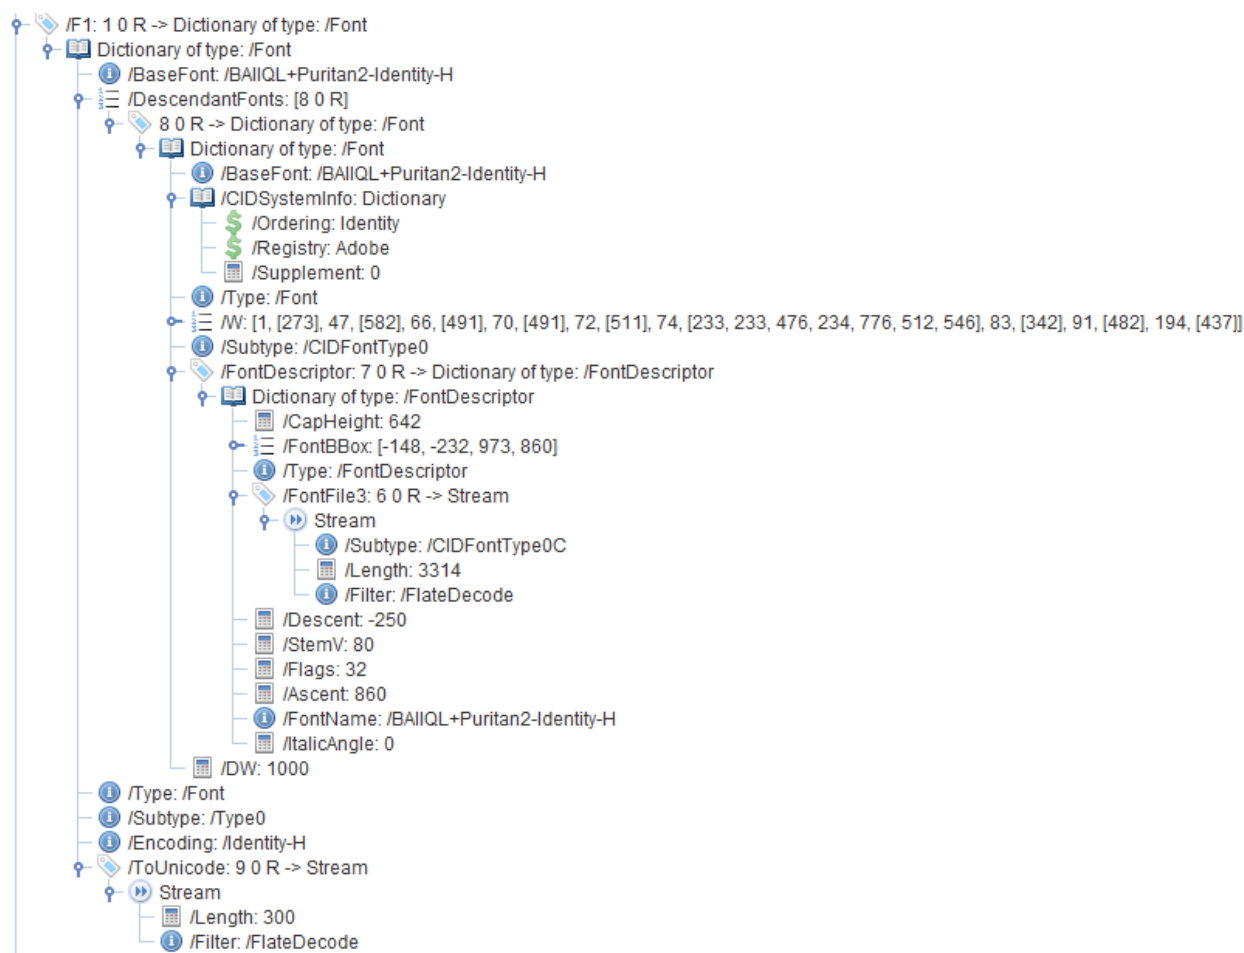 /F1: 1 0 R -> Dictionary of type: /Font
Dictionary of type: /Font
/BaseFont: /BAIIQL+Puritan2-Identity-H
/DescendantFonts: [8 0 R]
8 0 R -> Dictionary of type: /Font
Dictionary of type: /Font
/BaseFont: /BAIIQL+Puritan2-Identity-H
/CIDSystemInfo: Dictionary
/Ordering: Identity
/Registry: Adobe
/Supplement: 0
/Type: /Font
/W: [1, [273], 47, [582], 66, [491], 70, [491], 72, [511], 74, [233, 233, 476, 234, 776, 512, 546], 83, [342], 91, [482], 194, [437]]
/Subtype: /CIDFontType0
/FontDescriptor: 7 0 R -> Dictionary of type: /FontDescriptor
Dictionary of type: /FontDescriptor
/CapHeight: 642
/FontBBox: [-148, -232, 973, 860]
/Type: /FontDescriptor
/FontFile3: 6 0 R -> Stream
Stream
/Subtype: /CIDFontType0C
/Length: 3314
/Filter: /FlateDecode
/Descent: -250
/StemV: 80
/Flags: 32
/Ascent: 860
/FontName: /BAIIQL+Puritan2-Identity-H
/ItalicAngle: 0
/DW: 1000
/Type: /Font
/Subtype: /Type0
/Encoding: /Identity-H
/ToUnicode: 9 0 R -> Stream
Stream
/Length: 300
/Filter: /FlateDecode